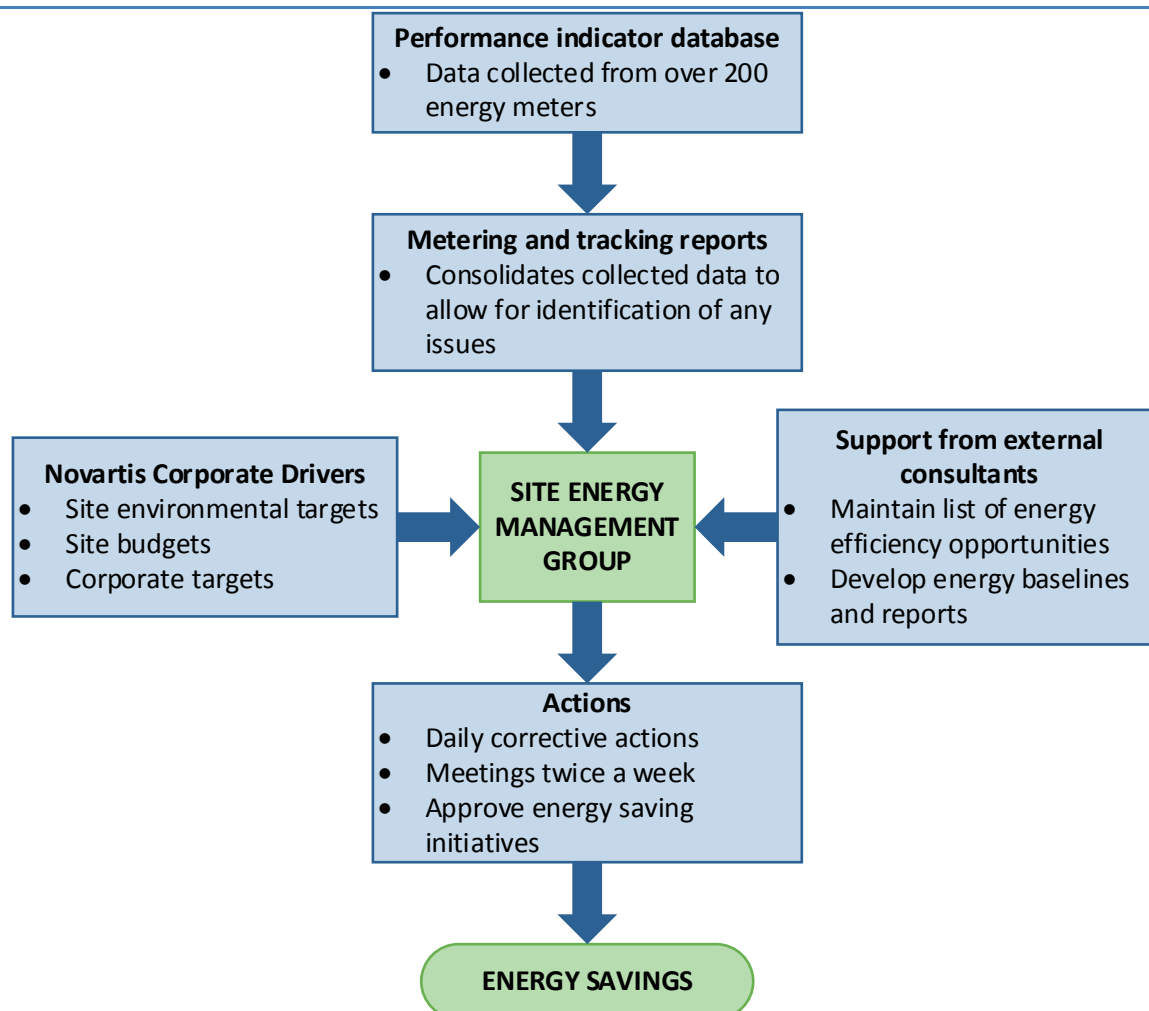 Performance indicator database
• Data collected from over 200
energy meters
Metering and tracking reports
• Consolidates collected data to
allow for identification of any
issues
Novartis Corporate Drivers
• Site environmental targets
• Site budgets
• Corporate targets
SITE ENERGY
MANAGEMENT
GROUP
Support from external
consultants
• Maintain list of energy
efficiency opportunities
• Develop energy baselines
and reports
Actions
• Daily corrective actions
• Meetings twice a week
• Approve energy saving
initiatives
ENERGY SAVINGS